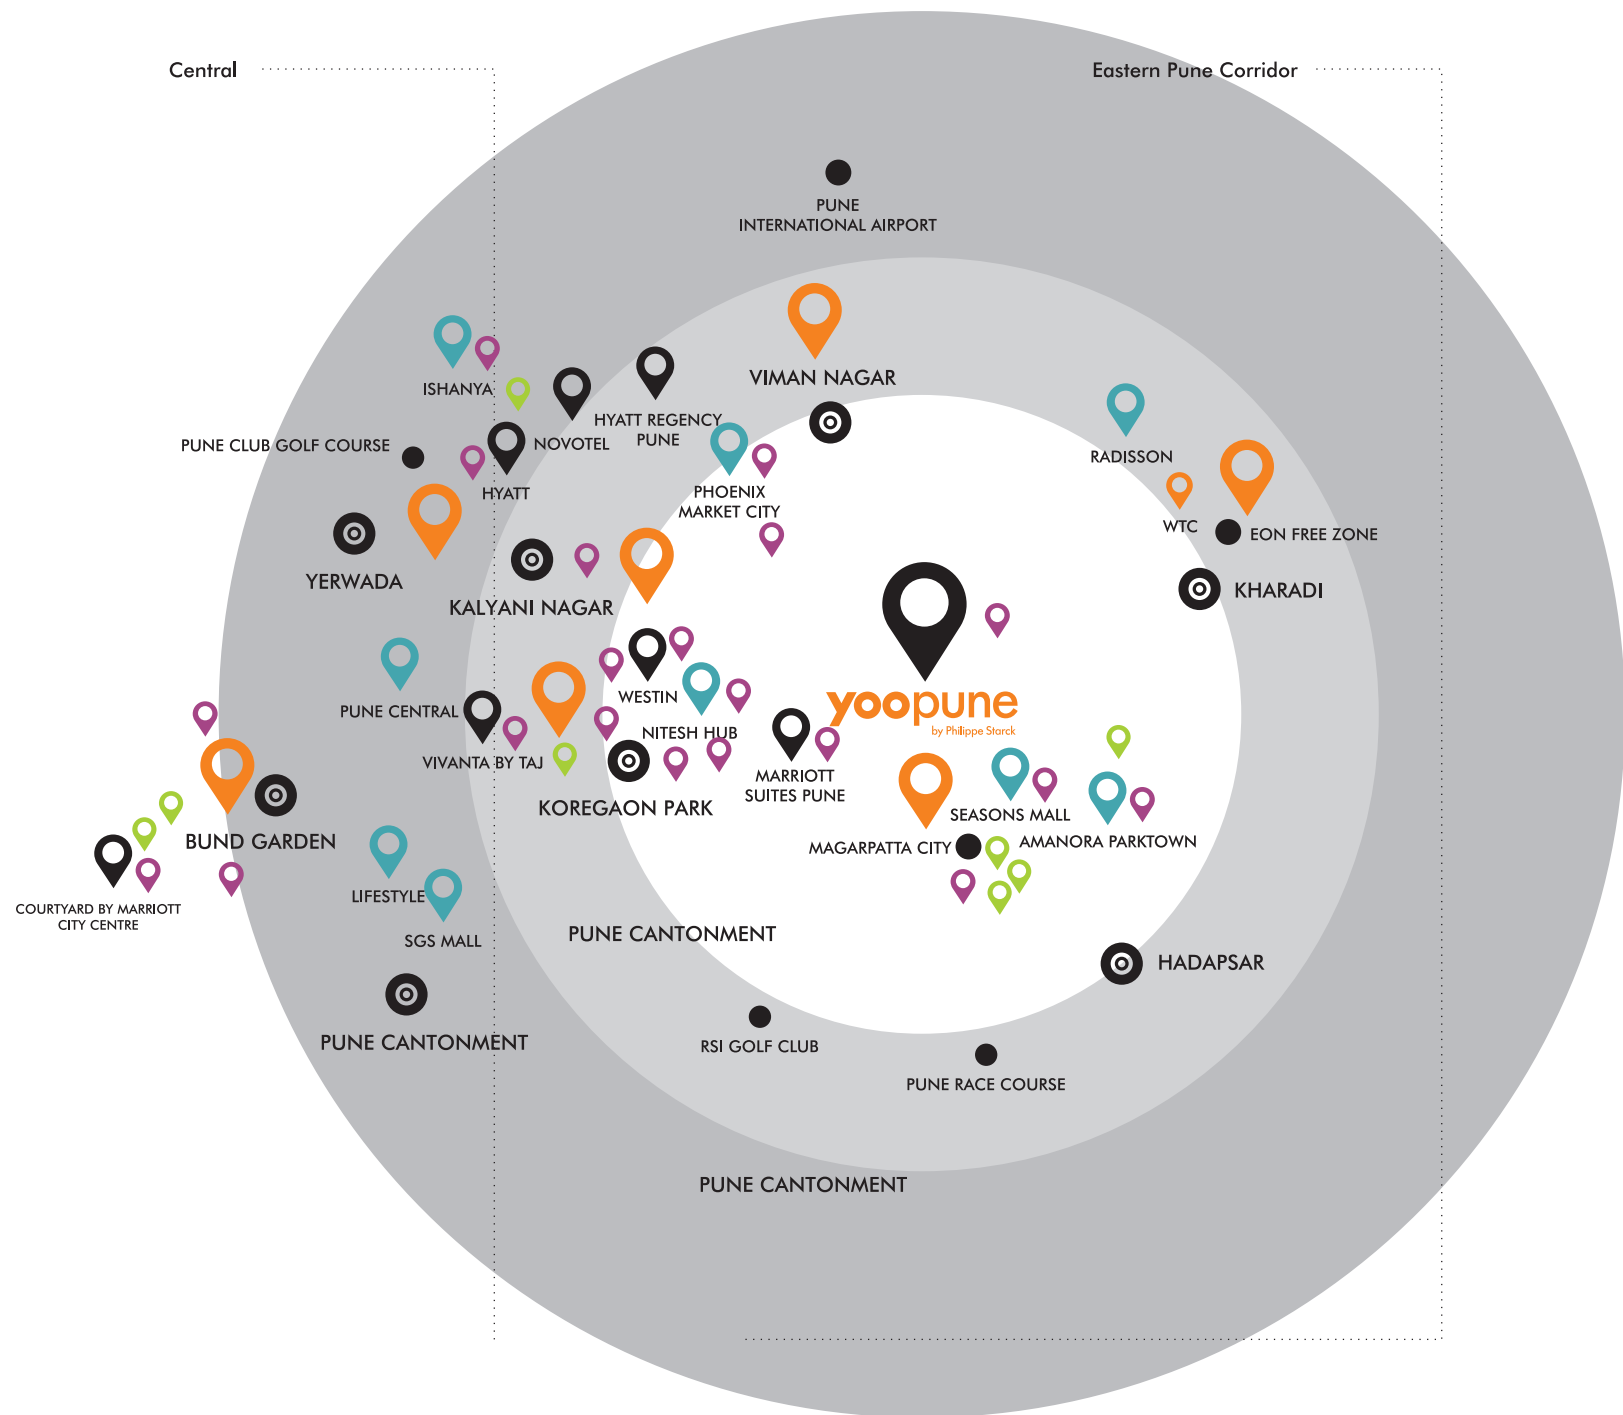 Central
Eastern Pune Corridor
PUNE
INTERNATIONAL AIRPORT
VIMAN NAGAR
ISHANYA
HYATT REGENCY
PUNE
NOVOTEL
PUNE CLUB GOLF COURSE
HYATT
RADISSON
PHOENIX
MARKET CITY
WTC
EON FREE ZONE
YERWADA
KALYANI NAGAR
KHARADI
WESTIN
PUNE CENTRAL
yoopune
by Philippe Starck
NITESH HUB
VIVANTA BY TAJ
MARRIOTT
SUITES PUNE
KOREGAON PARK
SEASONS MALL
BUND GARDEN
MAGARPATTA CITY
AMANORA PARKTOWN
LIFESTYLE
COURTYARD BY MARRIOTT
CITY CENTRE
SGS MALL
PUNE CANTONMENT
HADAPSAR
PUNE CANTONMENT
RSI GOLF CLUB
PUNE RACE COURSE
PUNE CANTONMENT